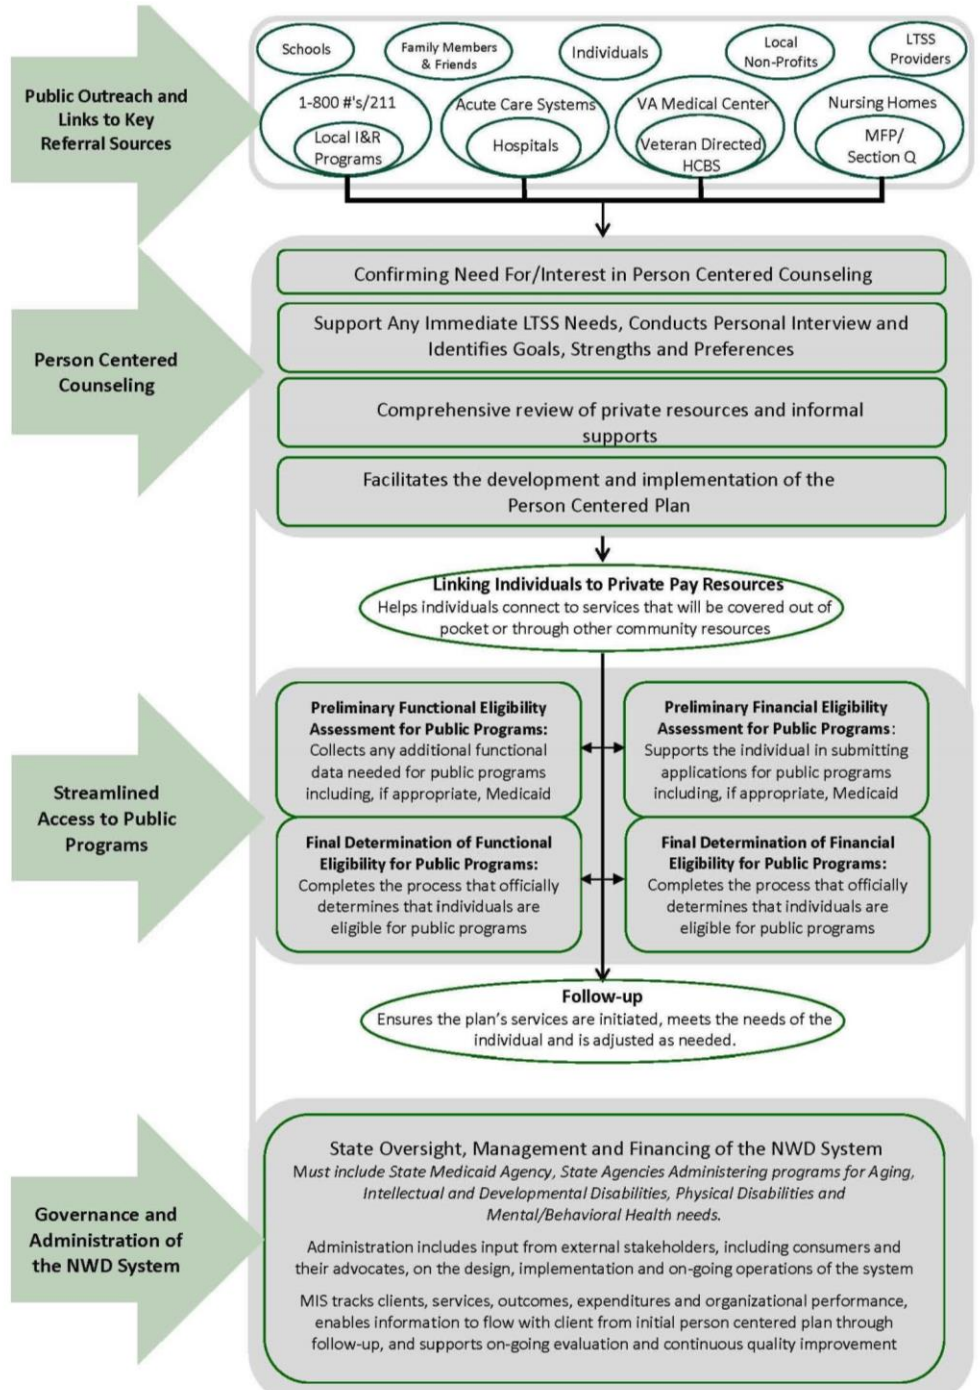 Public Outreach and
Links to Key
Referral Sources
Schools
Family Members
& Friends
Individuals
Local
Non-Profits
LTSS
Providers
1-800 #'s/211
Local I&R
Programs
Acute Care Systems
Hospitals
VA Medical Center
Veteran Directed
HCBS
Nursing Homes
MFP/
Section Q
Person Centered
Counseling
Confirming Need For/Interest in Person Centered Counseling
Support Any Immediate LTSS Needs, Conducts Personal Interview and
Identifies Goals, Strengths and Preferences
Comprehensive review of private resources and informal
supports
Facilitates the development and implementation of the
Person Centered Plan
Linking Individuals to Private Pay Resources
Helps individuals connect to services that will be covered out of
pocket or through other community resources
Streamlined
Access to Public
Programs
Preliminary Functional Eligibility
Assessment for Public Programs:
Collects any additional functional
data needed for public programs
including, if appropriate, Medicaid
Preliminary Financial Eligibility
Assessment for Public Programs:
Supports the individual in submitting
applications for public programs
including, if appropriate, Medicaid
Final Determination of Functional
Eligibility for Public Programs:
Completes the process that officially
determines that individuals are
eligible for public programs
Final Determination of Financial
Eligibility for Public Programs:
Completes the process that officially
determines that individuals are
eligible for public programs
Follow-up
Ensures the plan's services are initiated, meets the needs of the
individual and is adjusted as needed.
Governance and
Administration of
the NWD System
State Oversight, Management and Financing of the NWD System
Must include State Medicaid Agency, State Agencies Administering programs for Aging,
Intellectual and Developmental Disabilities, Physical Disabilities and
Mental/Behavioral Health needs.
Administration includes input from external stakeholders, including consumers and
their advocates, on the design, implementation and on-going operations of the system
MIS tracks clients, services, outcomes, expenditures and organizational performance,
enables information to flow with client from initial person centered plan through
follow-up, and supports on-going evaluation and continuous quality improvement